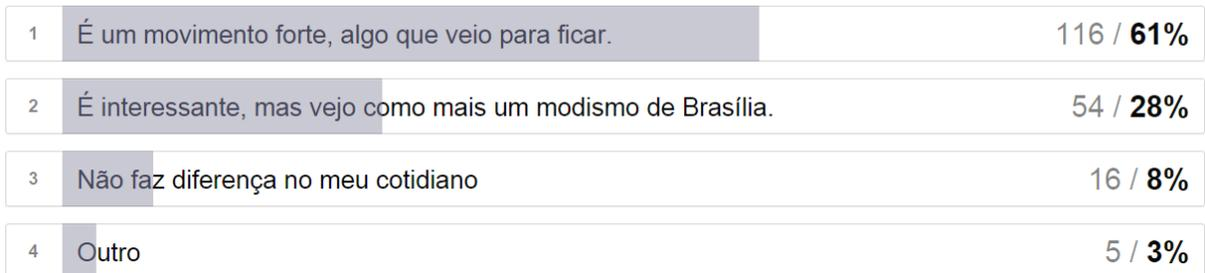 1 É um movimento forte, algo que veio para ficar. 116 / 61%
2 É interessante, mas vejo como mais um modismo de Brasília. 54 / 28%
3 Não faz diferença no meu cotidiano 16 / 8%
4 Outro 5 / 3%